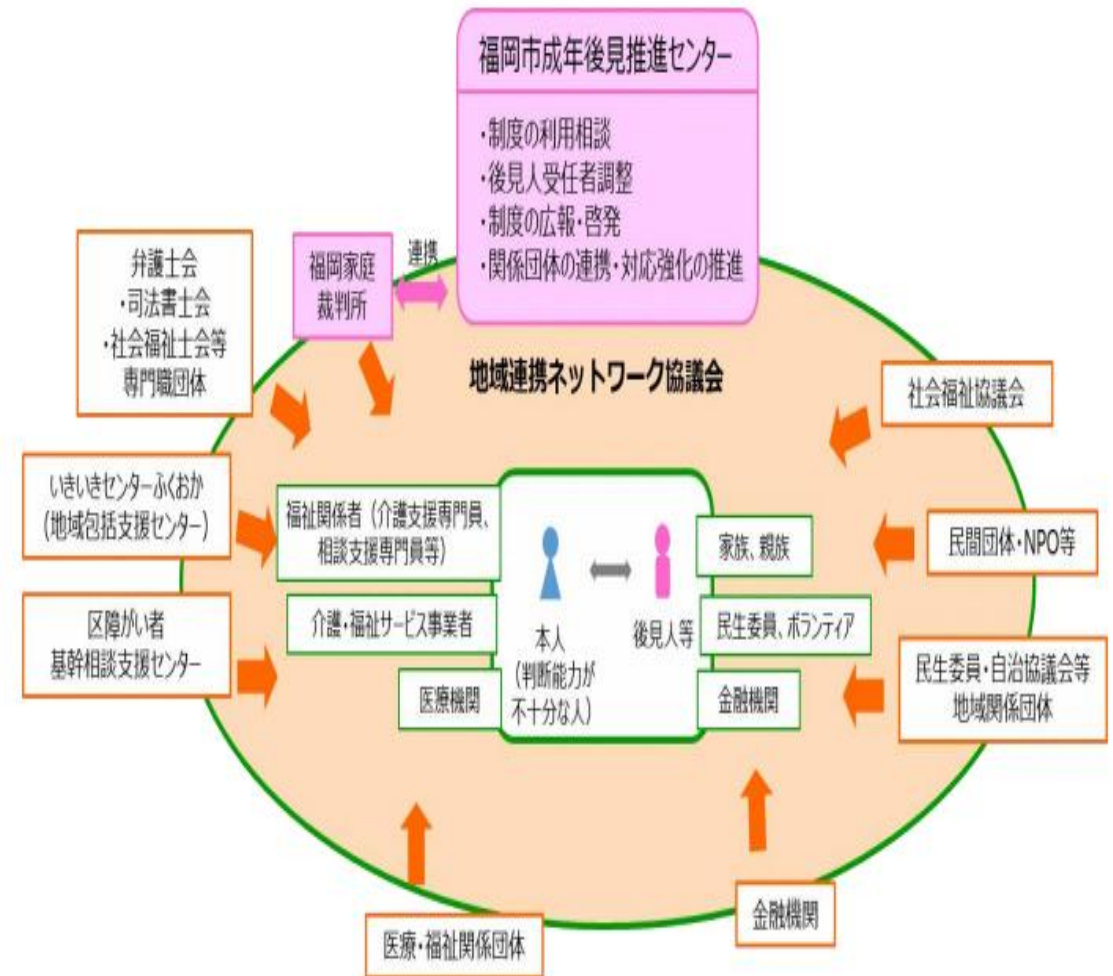 福岡市成年後見推進センター
・制度の利用相談
・後見人受任者調整
・制度の広報・啓発
・関係団体の連携・対応強化の推進
弁護士会
・司法書士会
・社会福祉士会等
専門職団体
福岡家庭
裁判所
連携
地域連携ネットワーク協議会
社会福祉協議会
いきいきセンターふくおか
（地域包括支援センター）
福祉関係者（介護支援専門員、
相談支援専門員等）
家族、親族
民間団体・NPO等
区障がい者
基幹相談支援センター
介護・福祉サービス事業者
本人
（判断能力が
不十分な人）
後見人等
民生委員、ボランティア
医療機関
金融機関
民生委員・自治協議会等
地域関係団体
医療・福祉関係団体
金融機関